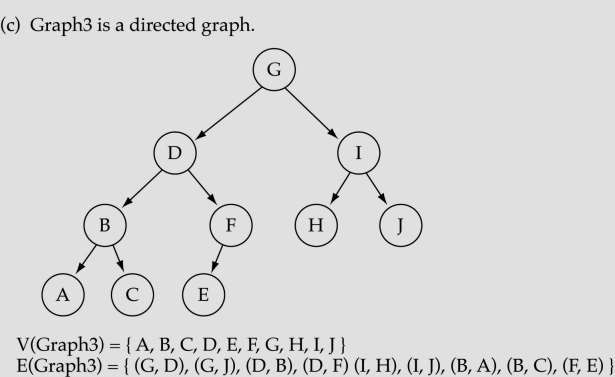 (c) Graph3 is a directed graph.
G
D
I
B
F
H
J
A
C
E
V(Graph3) = { A, B, C, D, E, F, G, H, I, J }
E(Graph3) = { (G, D), (G, J), (D, B), (D, F) (I, H), (I, J), (B, A), (B, C), (F, E) }